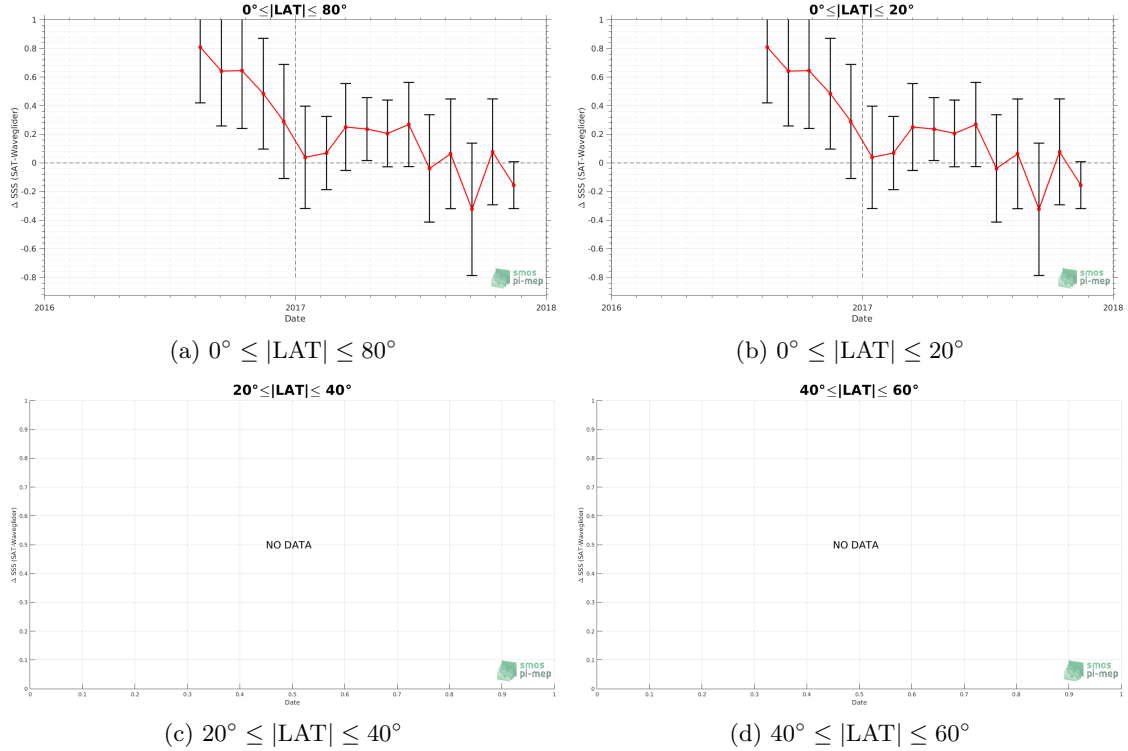 0°≤|LAT|≤ 80°
1
0.8
0.6
0.4
0.2
0
-0.2
-0.4
-0.6
-0.8
Δ SSS (SAT-Waveglider)
2016
2017
2018
Date
smos
pi-mep
(a) 0° ≤ |LAT| ≤ 80°
0°≤|LAT|≤ 20°
1
0.8
0.6
0.4
0.2
0
-0.2
-0.4
-0.6
-0.8
Δ SSS (SAT-Waveglider)
2016
2017
2018
Date
smos
pi-mep
(b) 0° ≤ |LAT| ≤ 20°
20°≤|LAT|≤ 40°
1
0.9
0.8
0.7
0.6
0.5
0.4
0.3
0.2
0.1
0
Δ SSS (SAT-Waveglider)
NO DATA
0 0.1 0.2 0.3 0.4 0.5 0.6 0.7 0.8 0.9 1
Date
smos
pi-mep
(c) 20° ≤ |LAT| ≤ 40°
40°≤|LAT|≤ 60°
1
0.9
0.8
0.7
0.6
0.5
0.4
0.3
0.2
0.1
0
Δ SSS (SAT-Waveglider)
NO DATA
0 0.1 0.2 0.3 0.4 0.5 0.6 0.7 0.8 0.9 1
Date
smos
pi-mep
(d) 40° ≤ |LAT| ≤ 60°